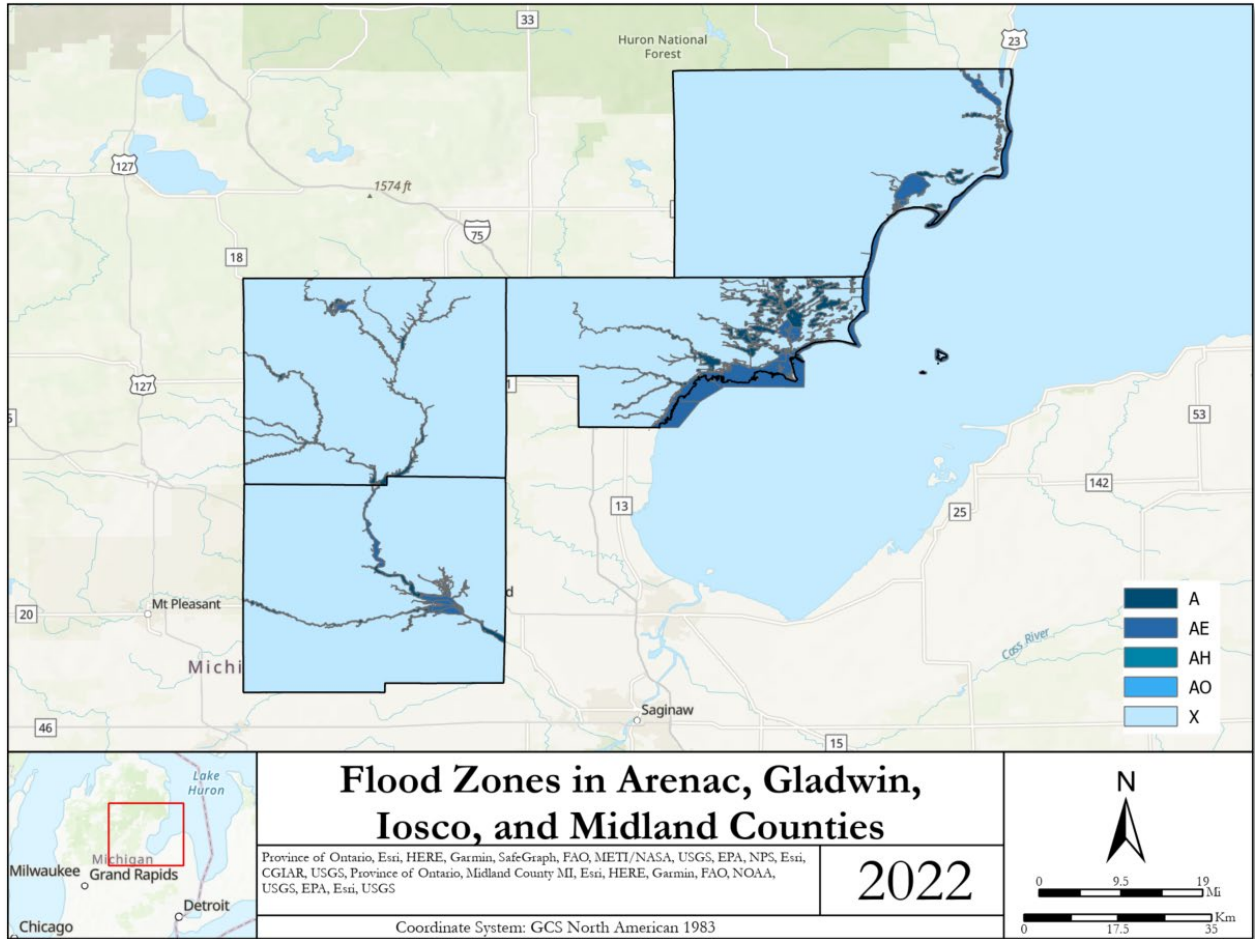 33
Huron National
Forest
23
127
1574 ft
75
18
127
1
53
142
13
25
d
20
Mt Pleasant
Cass River
Michi
46
Saginaw
15
A
AE
AH
AO
X
Lake
Huron
Michigan
Milwaukee
Grand Rapids
Detroit
Chicago
Flood Zones in Arenac, Gladwin,
Iosco, and Midland Counties
Province of Ontario, Esri, HERE, Garmin, SafeGraph, FAO, METI/NASA, USGS, EPA, NPS, Esri,
CGIAR, USGS, Province of Ontario, Midland County MI, Esri, HERE, Garmin, FAO, NOAA,
USGS, EPA, Esri, USGS
2022
Coordinate System: GCS North American 1983
N
0 9.5 19
Mi
Km
0 17.5 35